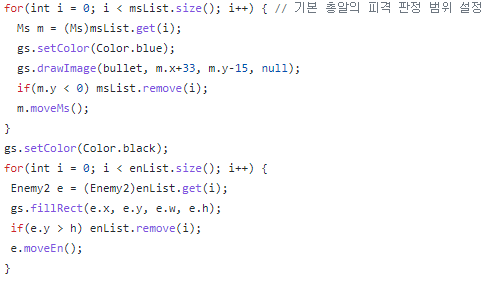 for(int i = 0; i < msList.size(); i++) { // 기본 총알의 피격 판정 범위 설정
Ms m = (Ms)msList.get(i);
gs.setColor(Color.blue);
gs.drawImage(bullet, m.x+33, m.y-15, null);
if(m.y < 0) msList.remove(i);
m.moveMs();
}
gs.setColor(Color.black);
for(int i = 0; i < enList.size(); i++) {
Enemy2 e = (Enemy2)enList.get(i);
gs.fillRect(e.x, e.y, e.w, e.h);
if(e.y > h) enList.remove(i);
e.moveEn();
}